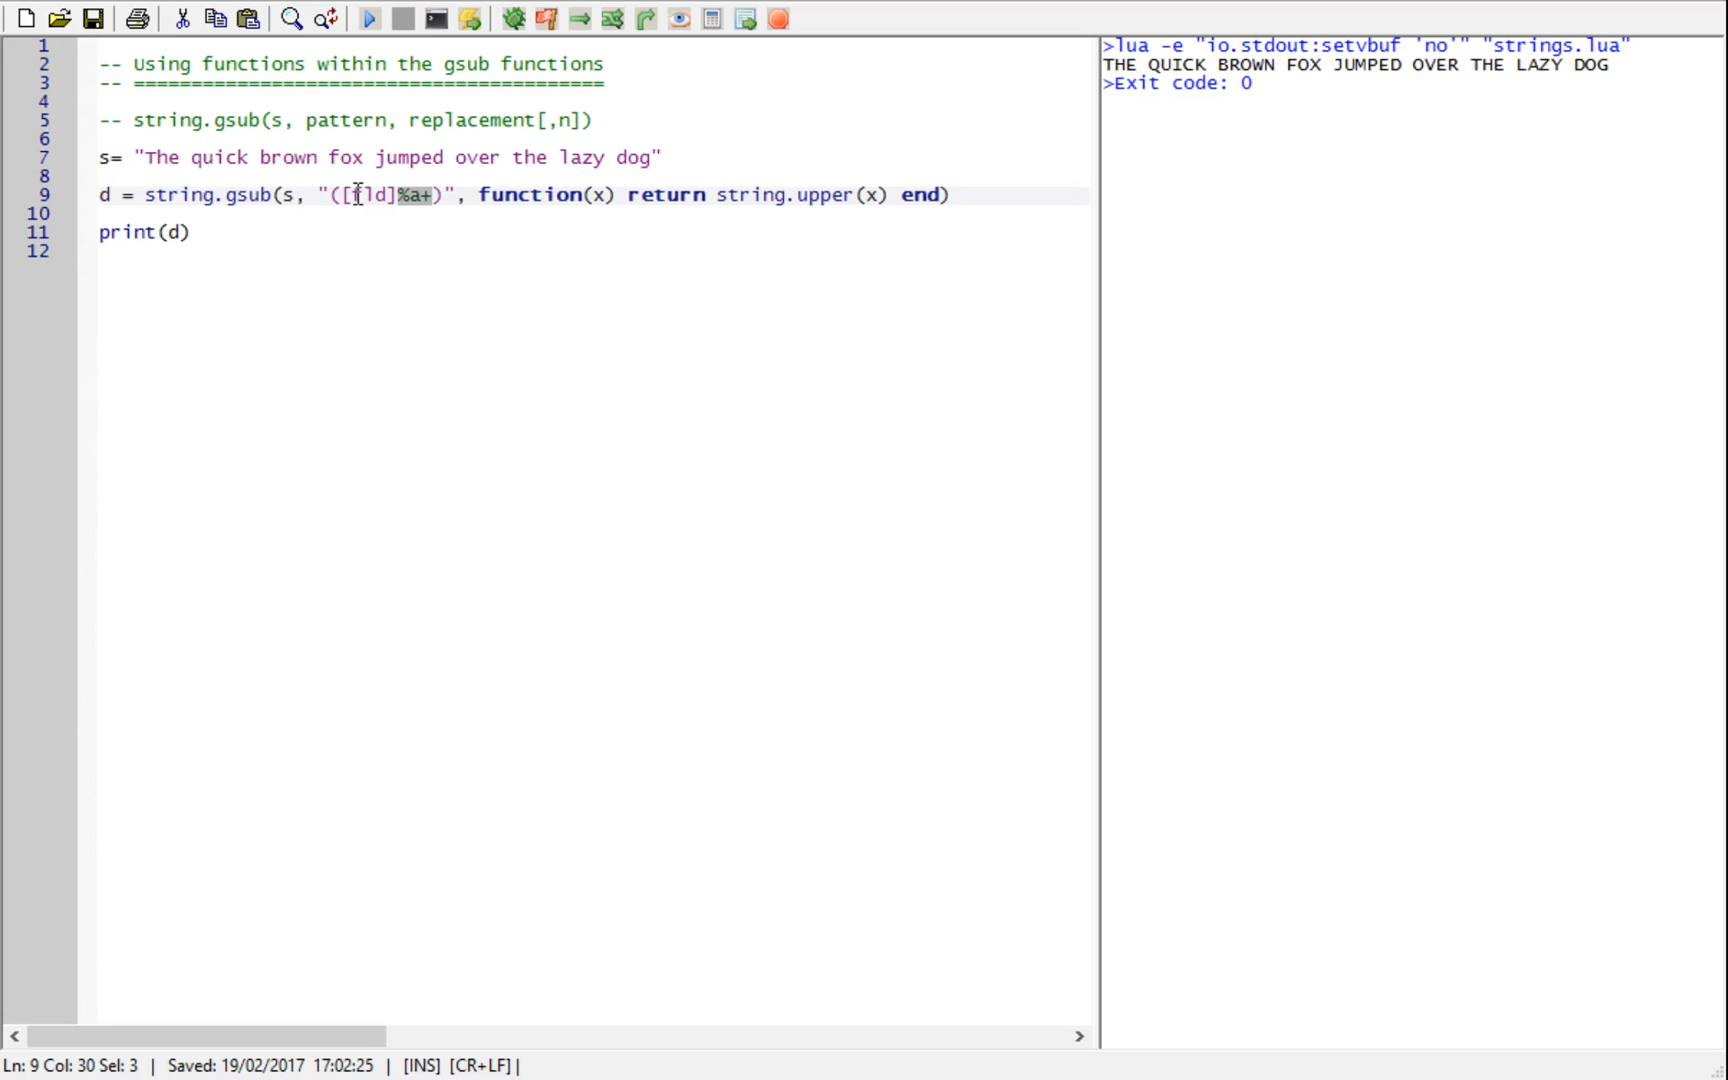 1
2 -- Using functions within the gsub functions
3 -- =========================================
4
5 -- string.gsub(s, pattern, replacement[,n])
6
7 s= "The quick brown fox jumped over the lazy dog"
8
9 d = string.gsub(s, "([fld]%a+)", function(x) return string.upper(x) end)
10
11 print(d)
12
>lua -e "io.stdout:setvbuf 'no'" "strings.lua"
THE QUICK BROWN FOX JUMPED OVER THE LAZY DOG
>Exit code: 0
Ln: 9 Col: 30 Sel: 3 | Saved: 19/02/2017 17:02:25 | [INS] [CR+LF] |